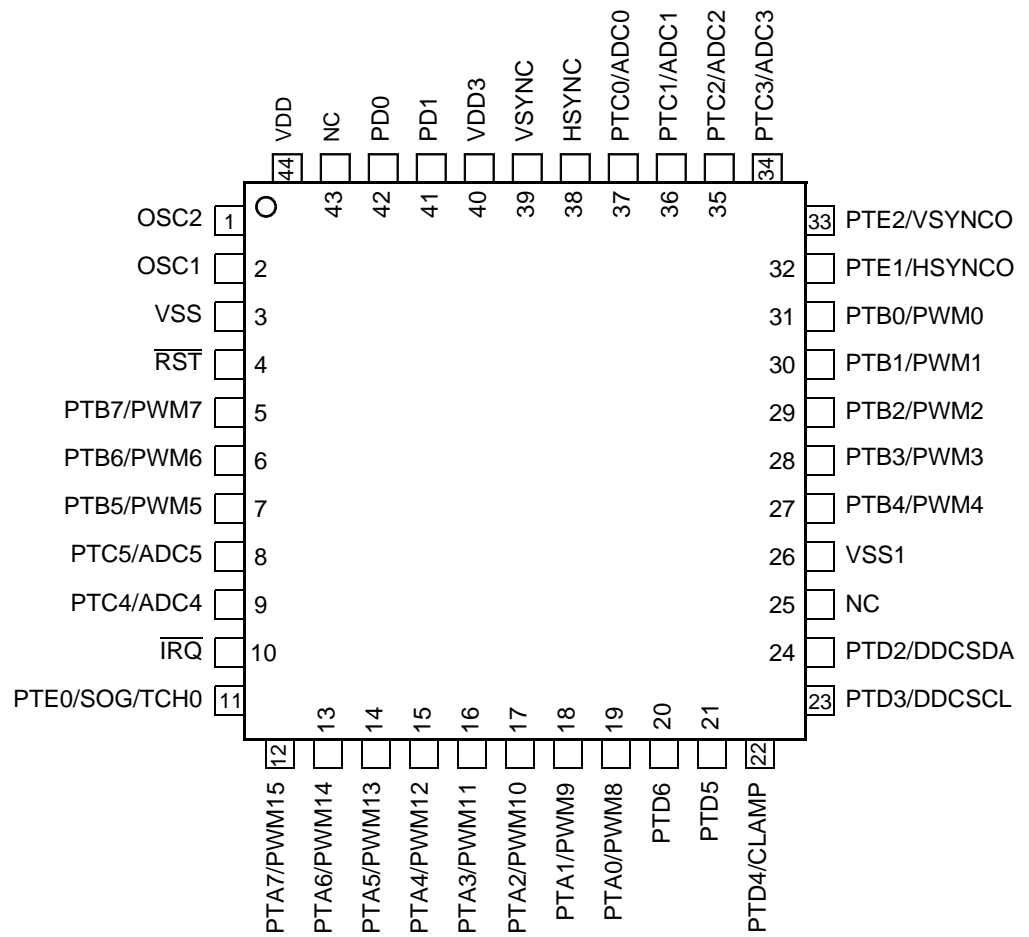 VDD
NC
PD0
PD1
VDD3
VSYNC
HSYNC
PTC0/ADC0
PTC1/ADC1
PTC2/ADC2
PTC3/ADC3
44
43
42
41
40
39
38
37
36
35
34
OSC2 1
OSC1 2
VSS 3
RST 4
PTB7/PWM7 5
PTB6/PWM6 6
PTB5/PWM5 7
PTC5/ADC5 8
PTC4/ADC4 9
IRQ 10
PTE0/SOG/TCH0 11
33 PTE2/VSYNCO
32 PTE1/HSYNCO
31 PTB0/PWM0
30 PTB1/PWM1
29 PTB2/PWM2
28 PTB3/PWM3
27 PTB4/PWM4
26 VSS1
25 NC
24 PTD2/DDCSDA
23 PTD3/DDCSCL
12
13
14
15
16
17
18
19
20
21
22
PTA7/PWM15
PTA6/PWM14
PTA5/PWM13
PTA4/PWM12
PTA3/PWM11
PTA2/PWM10
PTA1/PWM9
PTA0/PWM8
PTD6
PTD5
PTD4/CLAMP